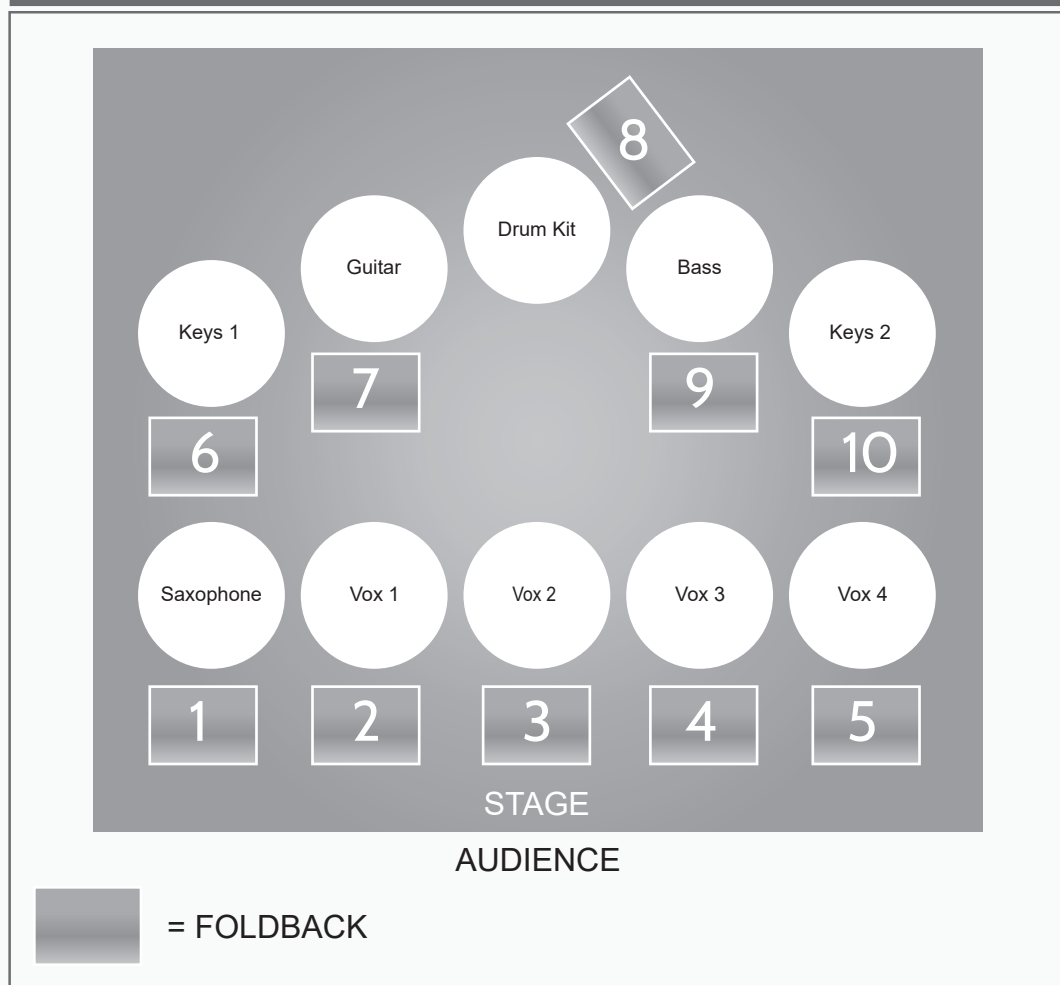 8
Drum Kit
Guitar
Bass
Keys 1
Keys 2
7
9
6
10
Saxophone
Vox 1
Vox 2
Vox 3
Vox 4
1
2
3
4
5
STAGE
AUDIENCE
= FOLDBACK